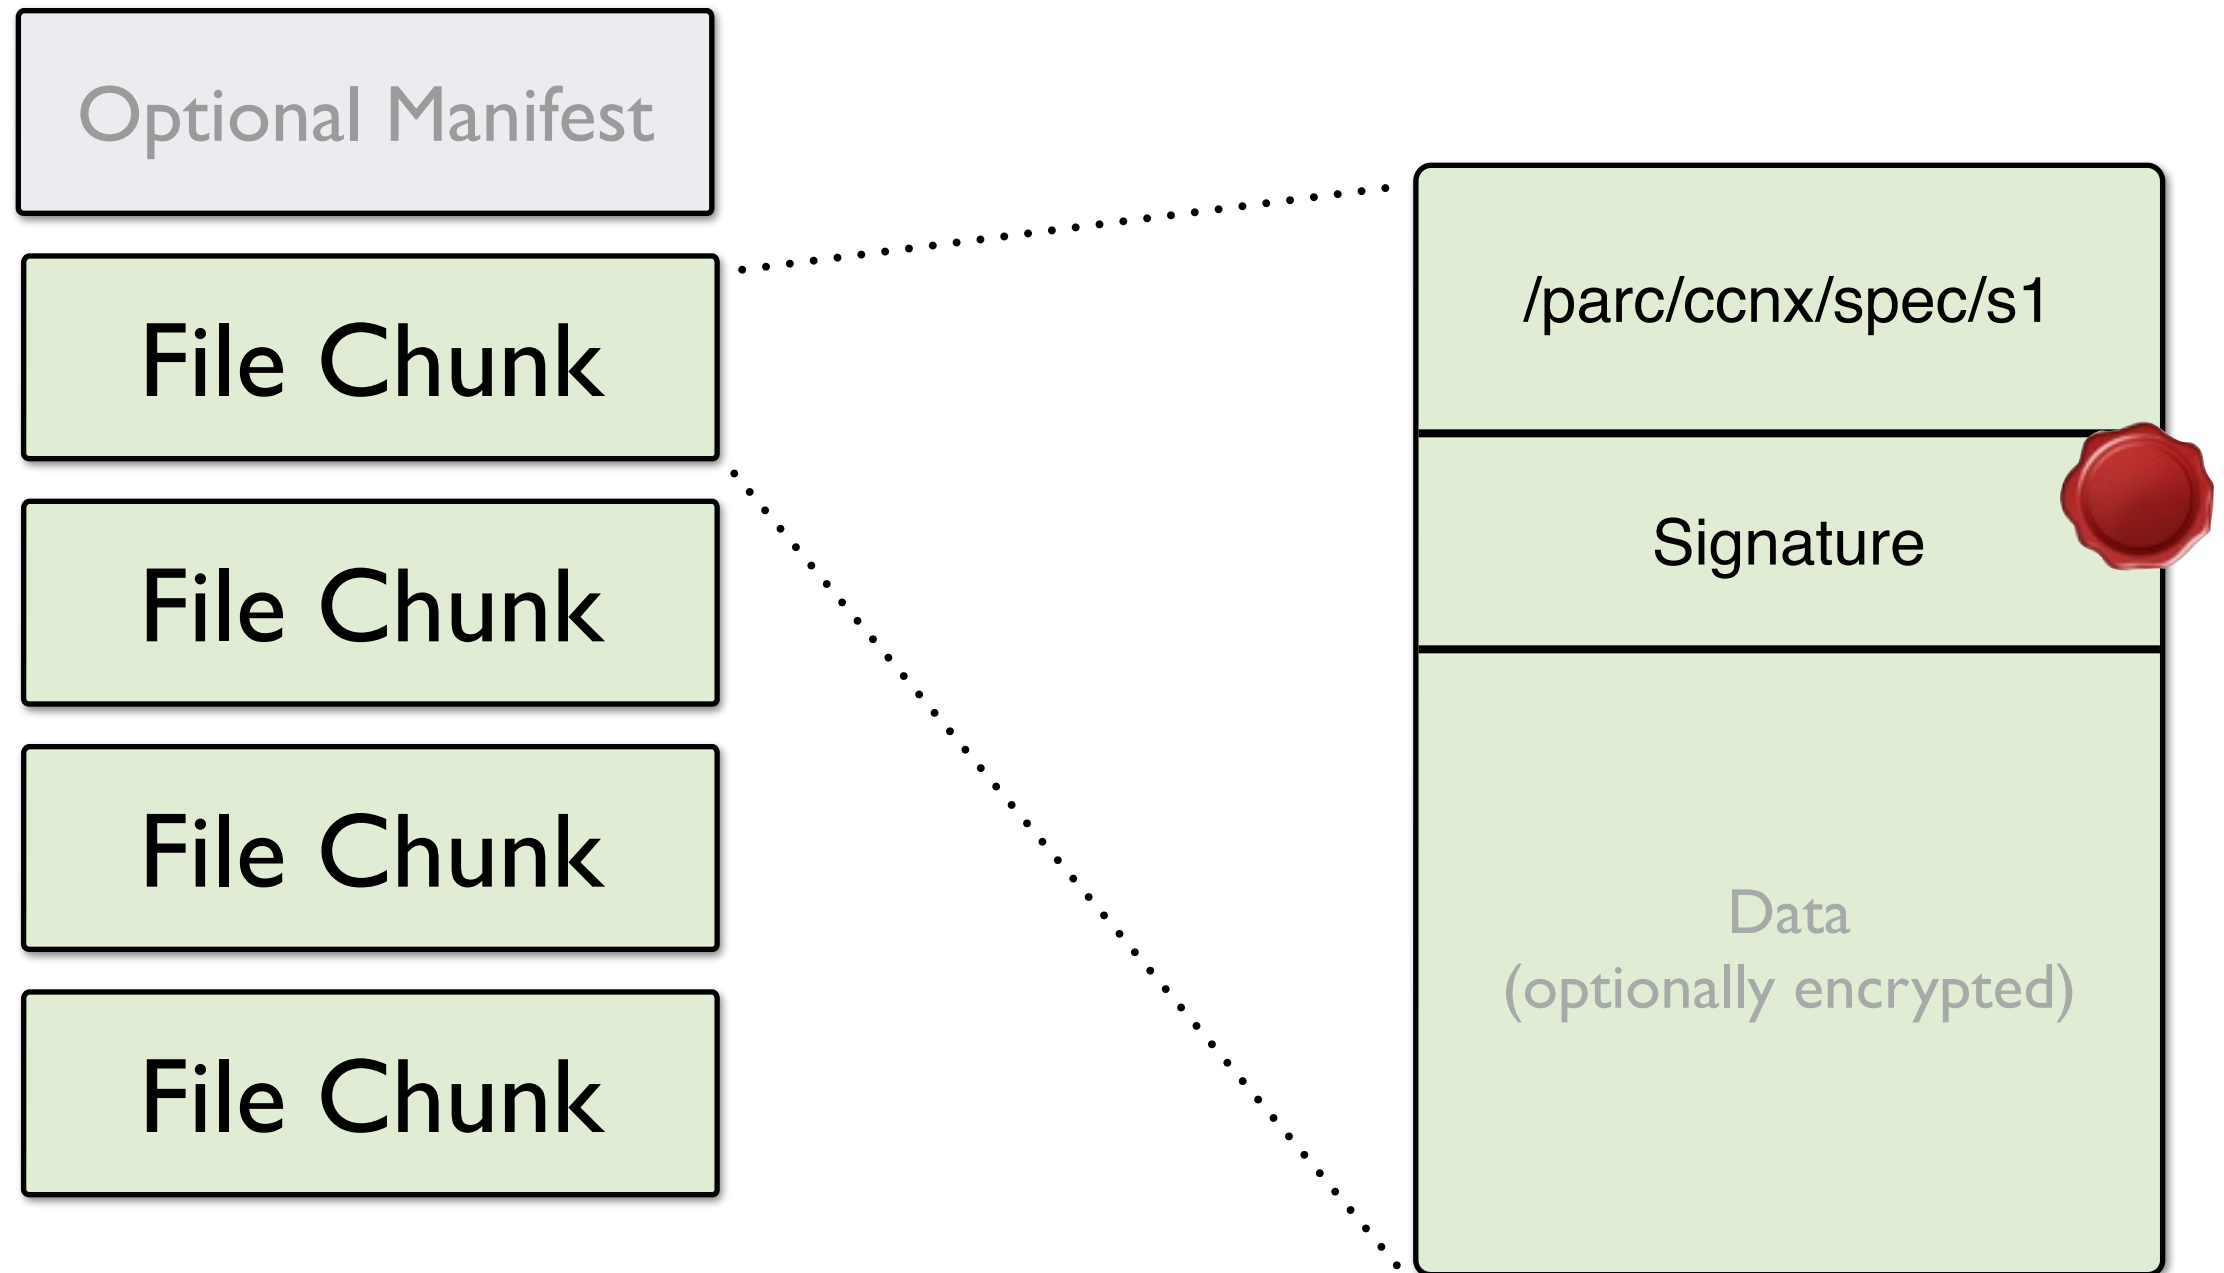 Optional Manifest
File Chunk
File Chunk
File Chunk
File Chunk
/parc/ccnx/spec/s1
Signature
Data
(optionally encrypted)